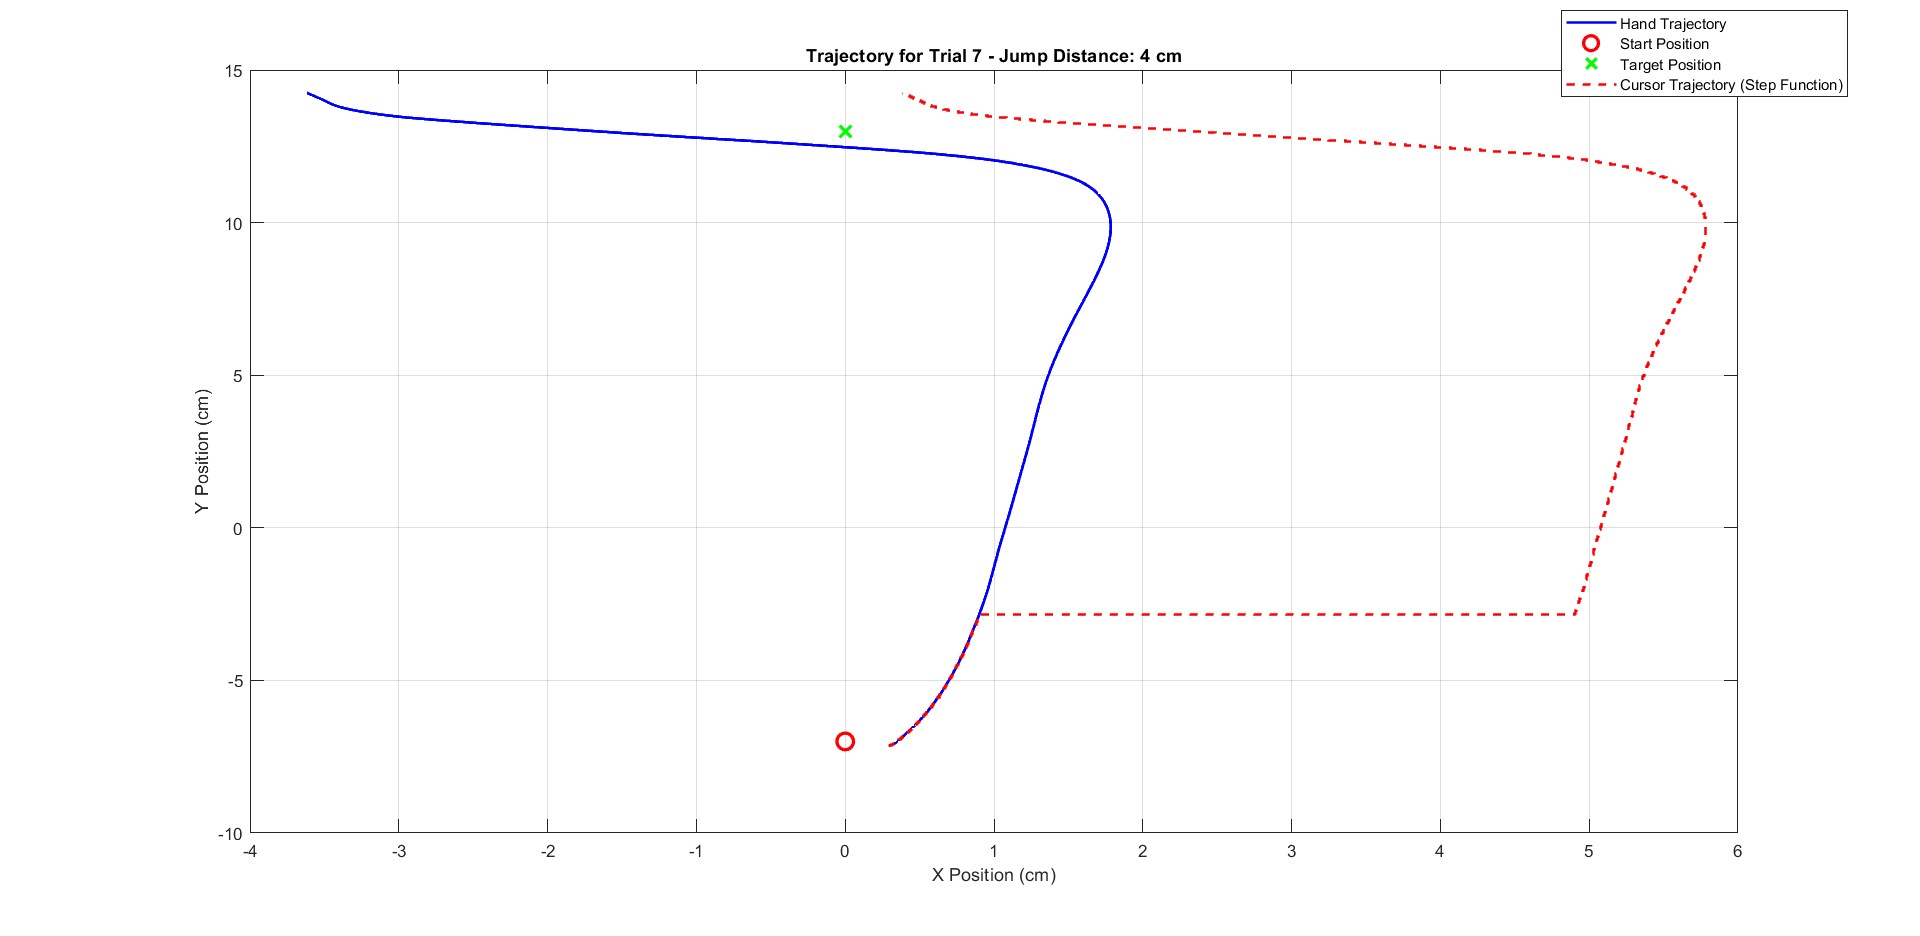 Trajectory for Trial 7 - Jump Distance: 4 cm
Hand Trajectory
Start Position
Target Position
Cursor Trajectory (Step Function)
15
10
5
0
-5
-10
Y Position (cm)
-4 -3 -2 -1 0 1 2 3 4 5 6
X Position (cm)